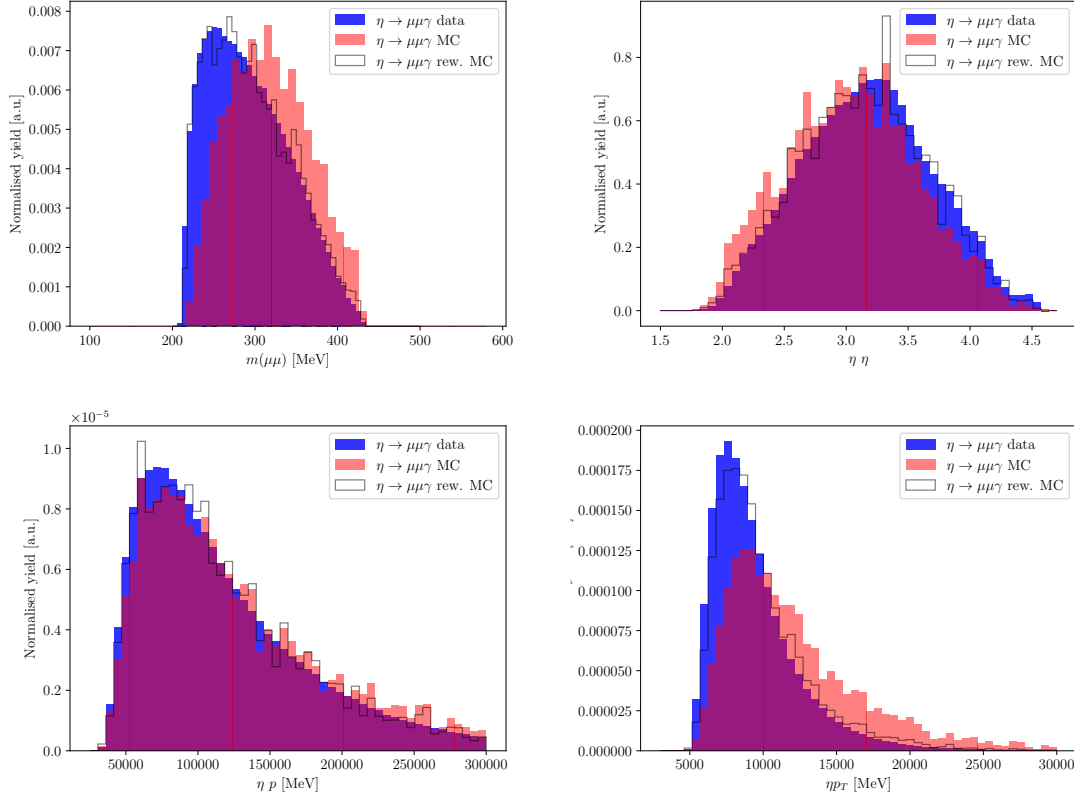 0.008
0.007
0.006
0.005
0.004
0.003
0.002
0.001
0.000
Normalised yield [a.u.]
η → μμγ data
η → μμγ MC
η → μμγ rew. MC
100 200 300 400 500 600
m(μμ) [MeV]
0.8
0.6
0.4
0.2
0.0
Normalised yield [a.u.]
η → μμγ data
η → μμγ MC
η → μμγ rew. MC
1.5 2.0 2.5 3.0 3.5 4.0 4.5
η η
×10⁻⁵
1.0
0.8
0.6
0.4
0.2
0.0
Normalised yield [a.u.]
η → μμγ data
η → μμγ MC
η → μμγ rew. MC
50000 100000 150000 200000 250000 300000
η p [MeV]
0.000200
0.000175
0.000150
0.000125
0.000100
0.000075
0.000050
0.000025
0.000000
η → μμγ data
η → μμγ MC
η → μμγ rew. MC
5000 10000 15000 20000 25000 30000
ηp_T [MeV]